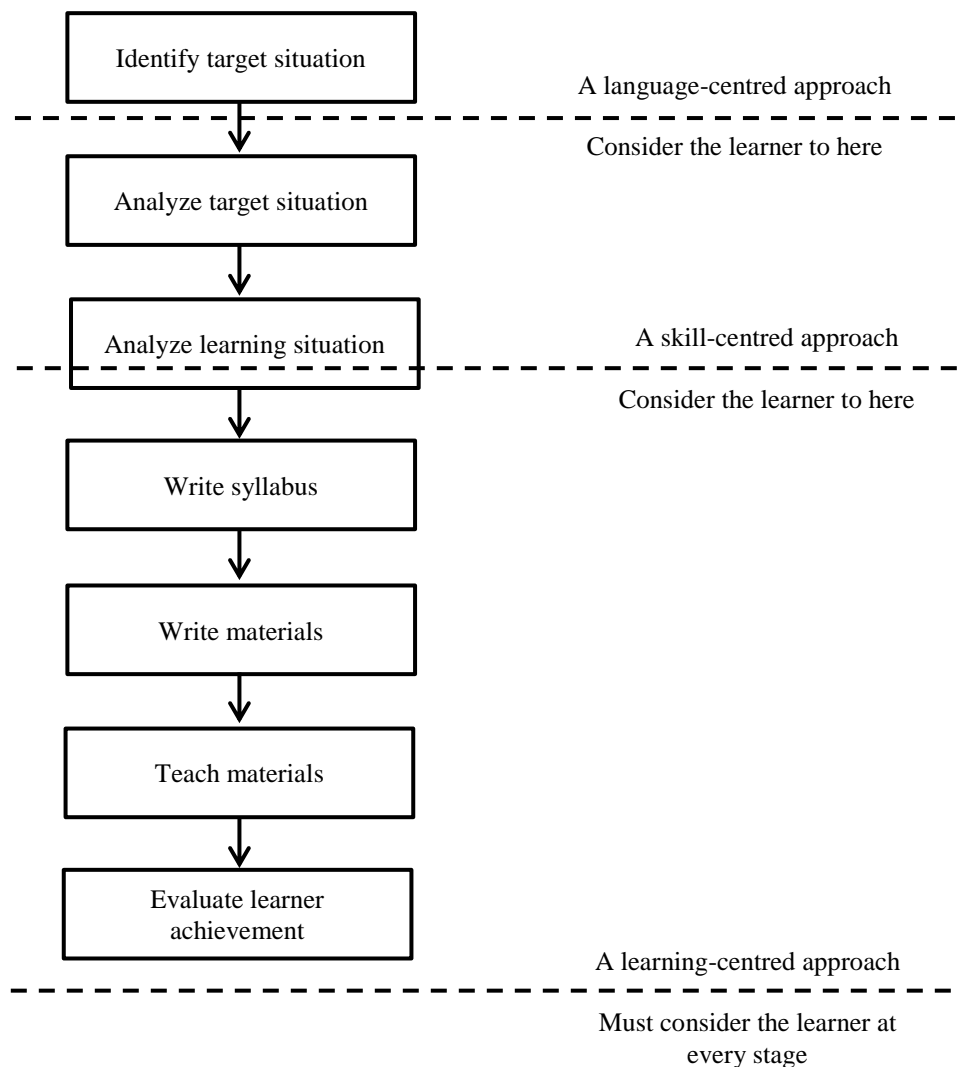 Identify target situation
A language-centred approach
Consider the learner to here
Analyze target situation
Analyze learning situation
A skill-centred approach
Consider the learner to here
Write syllabus
Write materials
Teach materials
Evaluate learner
achievement
A learning-centred approach
Must consider the learner at
every stage